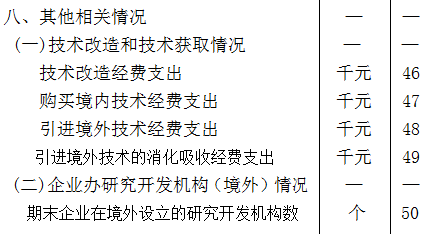 八、其他相关情况 — —
(一)技术改造和技术获取情况 — —
技术改造经费支出 千元 46
购买境内技术经费支出 千元 47
引进境外技术经费支出 千元 48
引进境外技术的消化吸收经费支出 千元 49
(二)企业办研究开发机构(境外)情况 — —
期末企业在境外设立的研究开发机构数 个 50